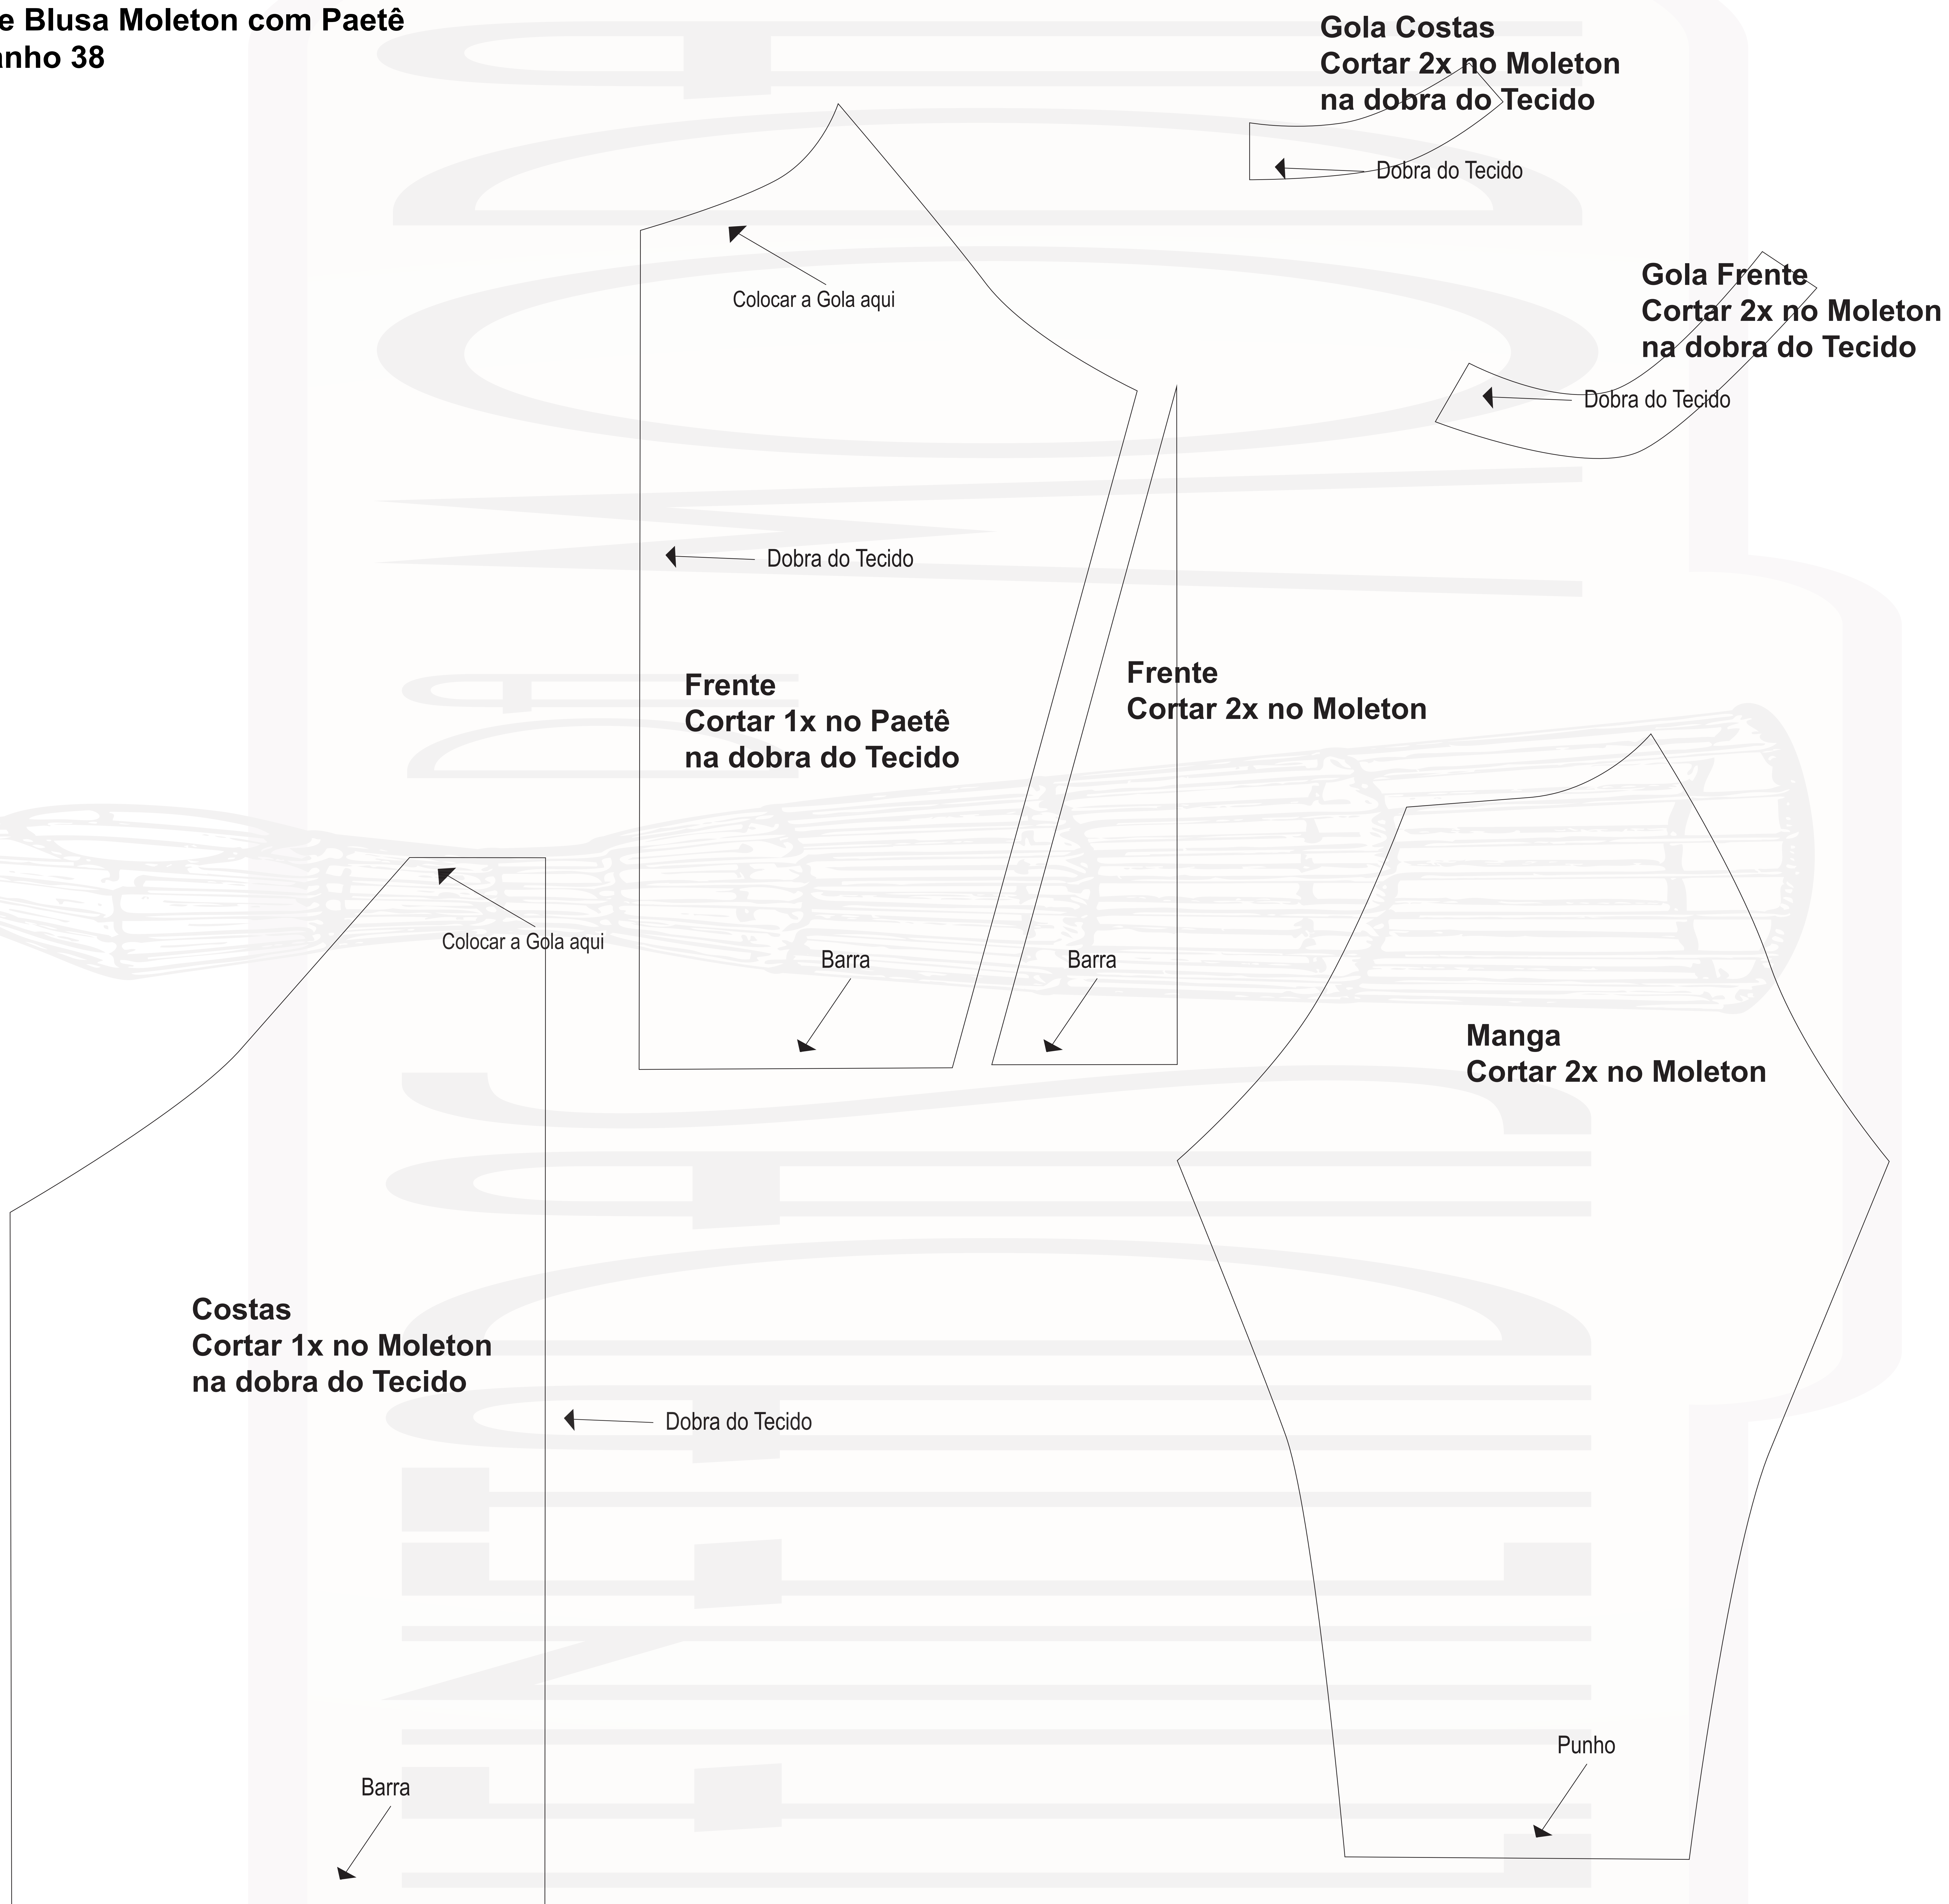 e Blusa Moleton com Paetê
anho 38
Gola Costas
Cortar 2x no Moleton
na dobra do Tecido
Dobra do Tecido
Colocar a Gola aqui
Gola Frente
Cortar 2x no Moleton
na dobra do Tecido
Dobra do Tecido
Dobra do Tecido
Frente
Cortar 1x no Paetê
na dobra do Tecido
Frente
Cortar 2x no Moleton
Colocar a Gola aqui
Barra
Barra
Manga
Cortar 2x no Moleton
Costas
Cortar 1x no Moleton
na dobra do Tecido
Dobra do Tecido
Punho
Barra